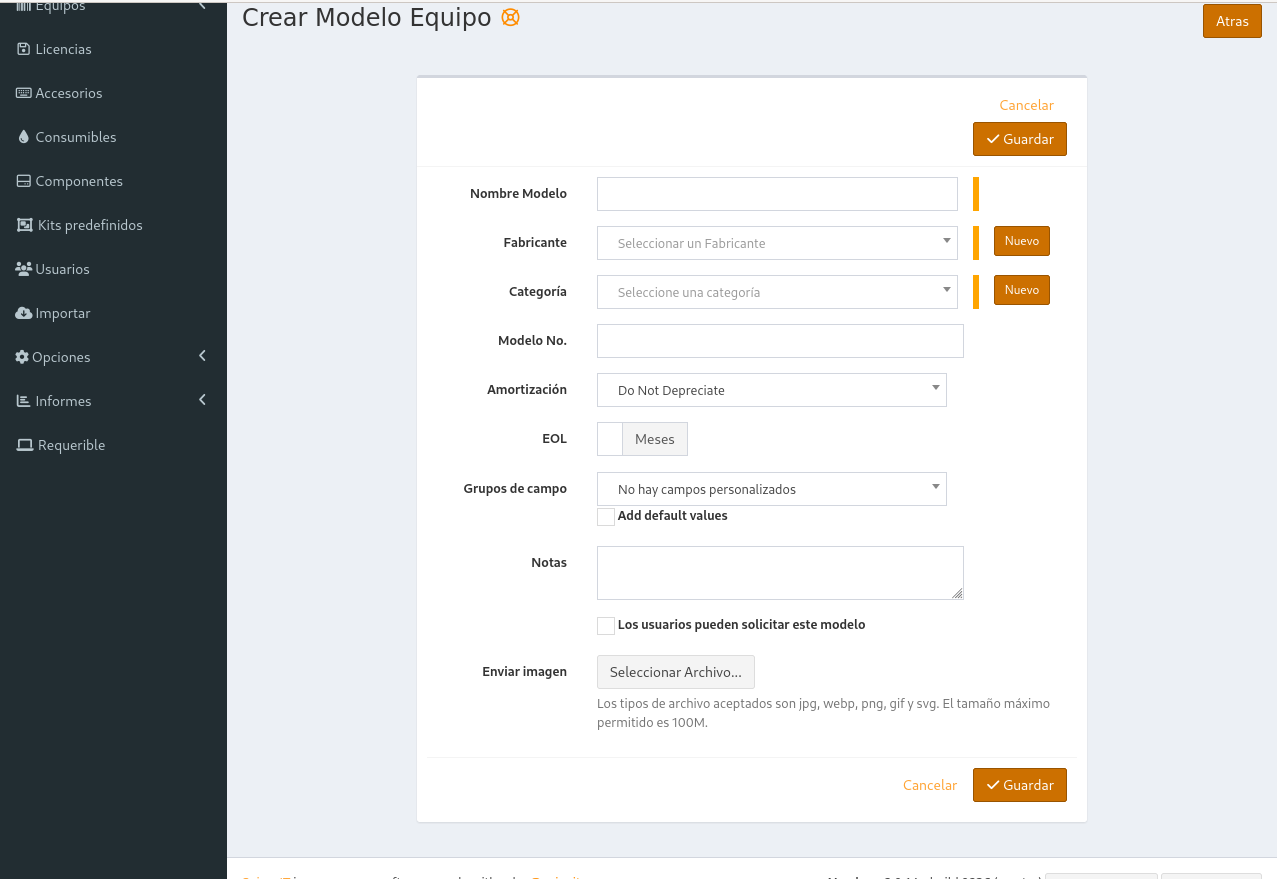 Equipos
Licencias
Accesorios
Consumibles
Componentes
Kits predefinidos
Usuarios
Importar
Opciones
Informes
Requerible
Crear Modelo Equipo
Atras
Cancelar
Guardar
Nombre Modelo
Fabricante
Seleccionar un Fabricante
Nuevo
Categoría
Seleccione una categoría
Nuevo
Modelo No.
Amortización
Do Not Depreciate
EOL
Meses
Grupos de campo
No hay campos personalizados
Add default values
Notas
Los usuarios pueden solicitar este modelo
Enviar imagen
Seleccionar Archivo...
Los tipos de archivo aceptados son jpg, webp, png, gif y svg. El tamaño máximo
permitido es 100M.
Cancelar
Guardar